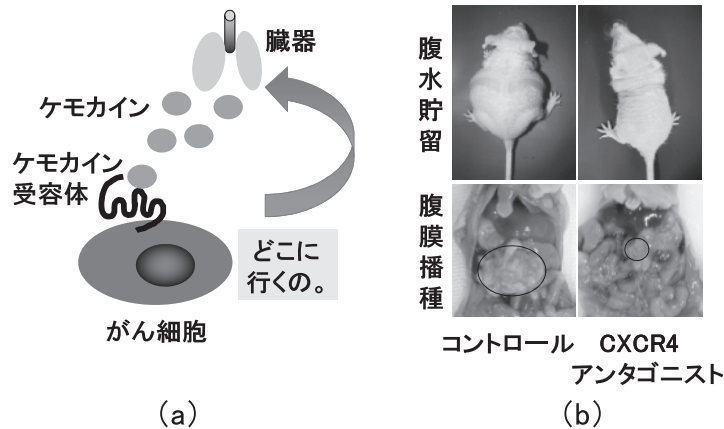 臓器
ケモカイン
ケモカイン
受容体
どこに
行くの。
がん細胞
(a)
腹水貯留
腹膜播種
コントロール
CXCR4
アンタゴニスト
(b)